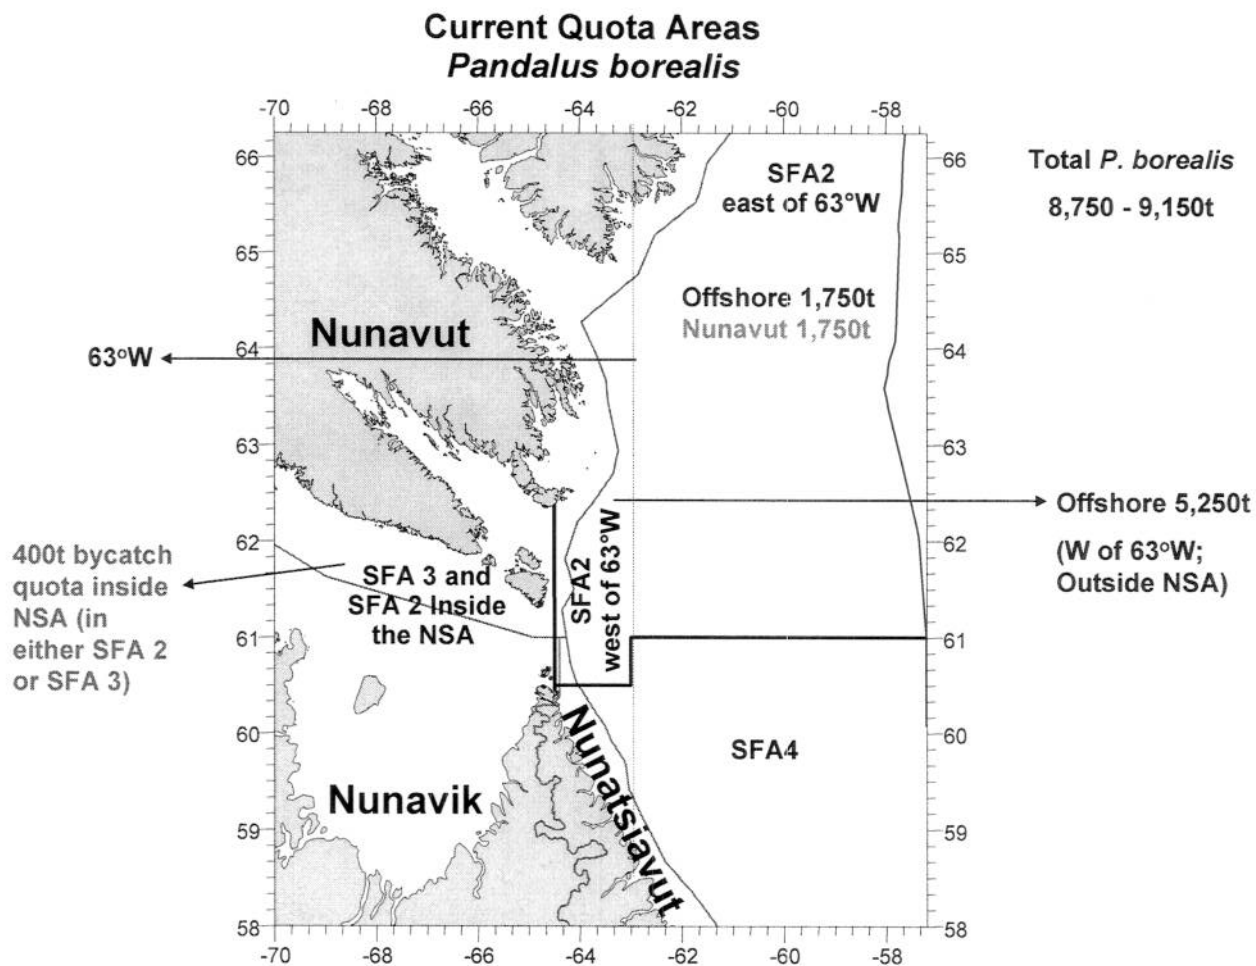 Current Quota Areas
Pandalus borealis
-70 -68 -66 -64 -62 -60 -58
66 66
SFA2
east of 63°W
Total P. borealis
8,750 - 9,150t
65 65
Offshore 1,750t
Nunavut 1,750t
Nunavut
63°W
64 64
63 63
Offshore 5,250t
(W of 63°W;
Outside NSA)
62 62
SFA2
west of 63°W
400t bycatch
quota inside
NSA (in
either SFA 2
or SFA 3)
SFA 3 and
SFA 2 Inside
the NSA
61 61
60 60
SFA4
Nunatsiavut
Nunavik
59 59
58 58
-70 -68 -66 -64 -62 -60 -58